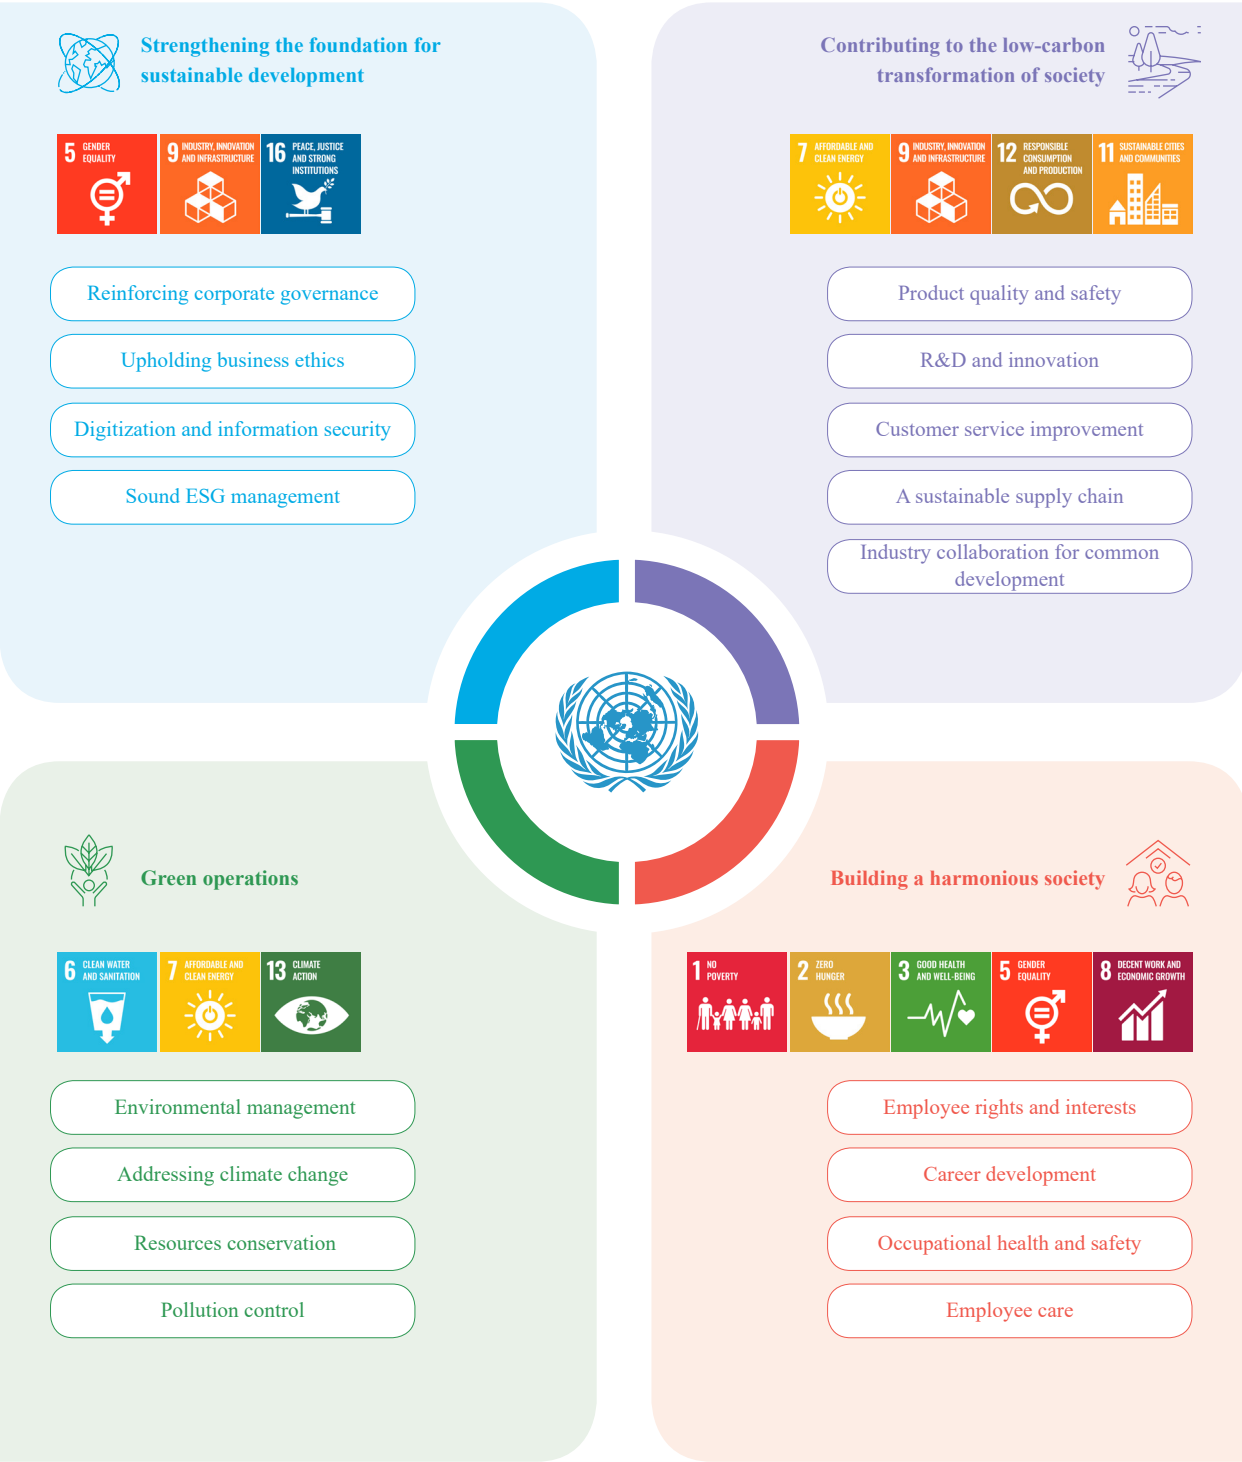 Strengthening the foundation for
sustainable development
5 GENDER
EQUALITY
9 INDUSTRY, INNOVATION
AND INFRASTRUCTURE
16 PEACE, JUSTICE
AND STRONG
INSTITUTIONS
Reinforcing corporate governance
Upholding business ethics
Digitization and information security
Sound ESG management
Contributing to the low-carbon
transformation of society
7 AFFORDABLE AND
CLEAN ENERGY
9 INDUSTRY, INNOVATION
AND INFRASTRUCTURE
12 RESPONSIBLE
CONSUMPTION
AND PRODUCTION
11 SUSTAINABLE CITIES
AND COMMUNITIES
Product quality and safety
R&D and innovation
Customer service improvement
A sustainable supply chain
Industry collaboration for common
development
Green operations
6 CLEAN WATER
AND SANITATION
7 AFFORDABLE AND
CLEAN ENERGY
13 CLIMATE
ACTION
Environmental management
Addressing climate change
Resources conservation
Pollution control
Building a harmonious society
1 NO
POVERTY
2 ZERO
HUNGER
3 GOOD HEALTH
AND WELL-BEING
5 GENDER
EQUALITY
8 DECENT WORK AND
ECONOMIC GROWTH
Employee rights and interests
Career development
Occupational health and safety
Employee care